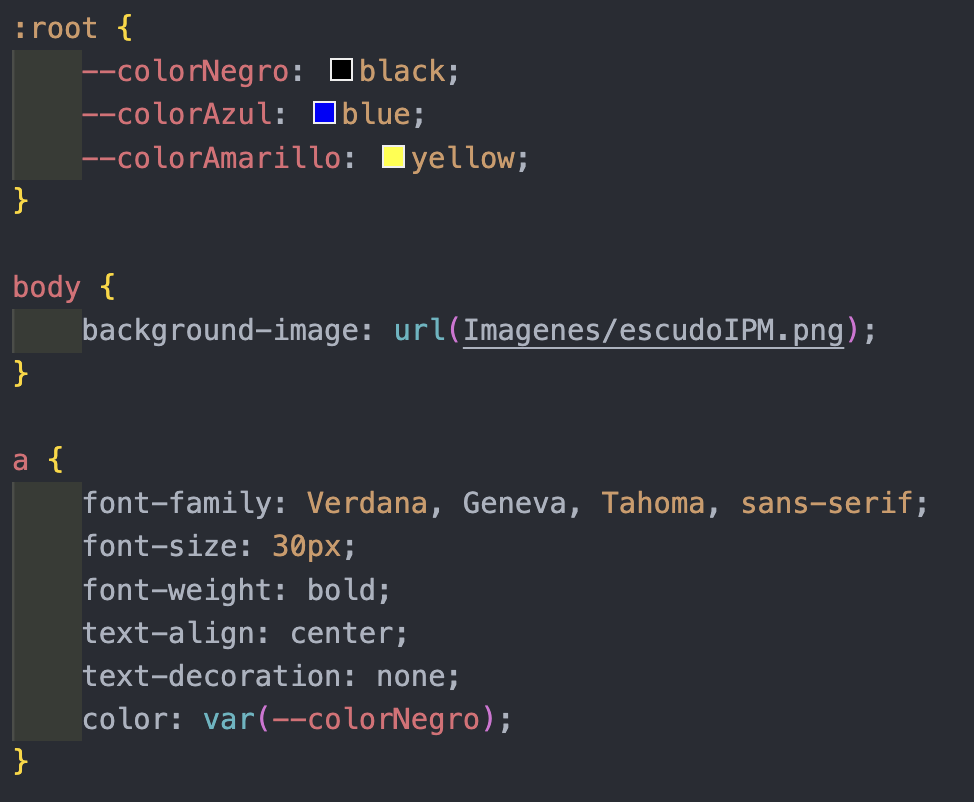 :root {
--colorNegro: black;
--colorAzul: blue;
--colorAmarillo: yellow;
}
body {
background-image: url(Imagenes/escudoIPM.png);
}
a {
font-family: Verdana, Geneva, Tahoma, sans-serif;
font-size: 30px;
font-weight: bold;
text-align: center;
text-decoration: none;
color: var(--colorNegro);
}